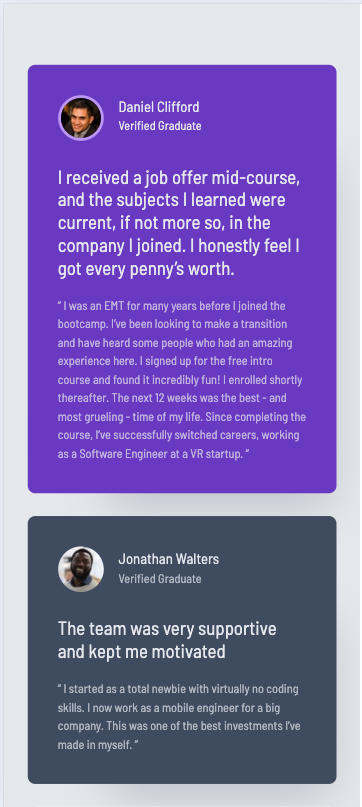 Daniel Clifford
Verified Graduate
I received a job offer mid-course,
and the subjects I learned were
current, if not more so, in the
company I joined. I honestly feel I
got every penny’s worth.
“ I was an EMT for many years before I joined the
bootcamp. I’ve been looking to make a transition
and have heard some people who had an amazing
experience here. I signed up for the free intro
course and found it incredibly fun! I enrolled shortly
thereafter. The next 12 weeks was the best - and
most grueling - time of my life. Since completing the
course, I’ve successfully switched careers, working
as a Software Engineer at a VR startup. ”
Jonathan Walters
Verified Graduate
The team was very supportive
and kept me motivated
“ I started as a total newbie with virtually no coding
skills. I now work as a mobile engineer for a big
company. This was one of the best investments I’ve
made in myself. ”